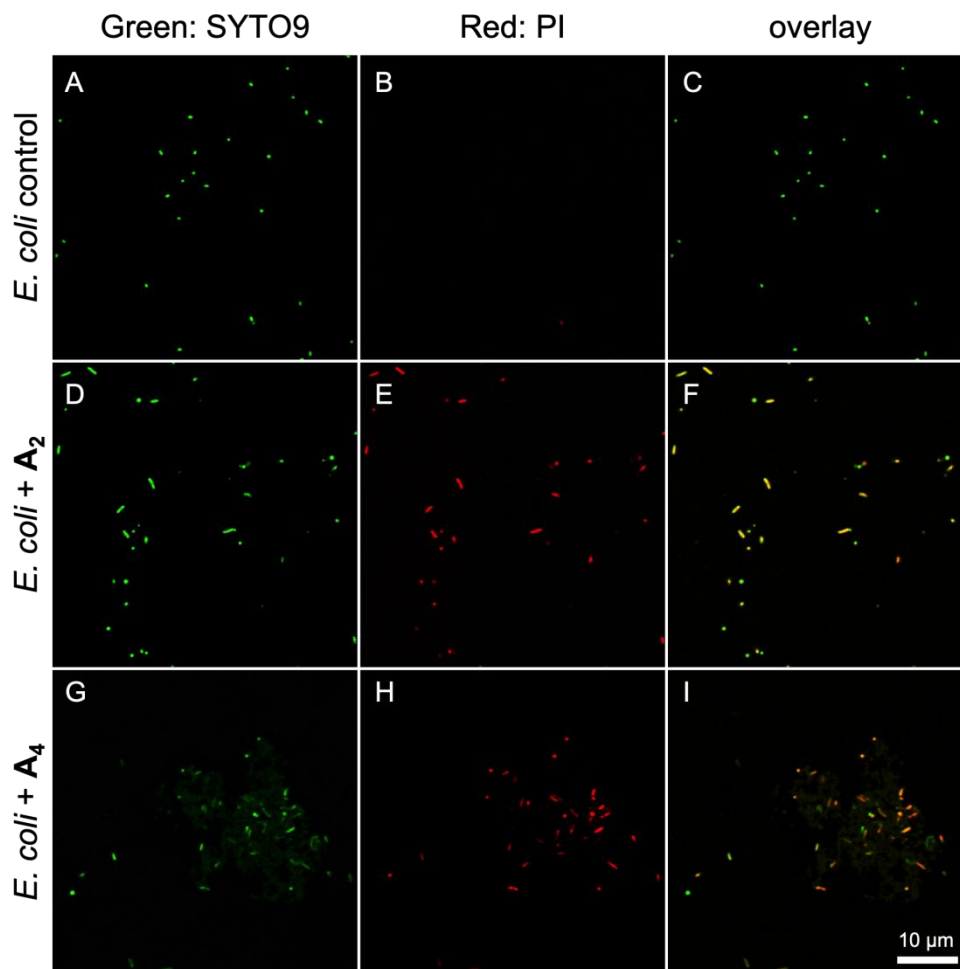 Green: SYTO9 Red: PI overlay
E. coli control
A B C
E. coli + A₂
D E F
E. coli + A₄
G H I
10 µm